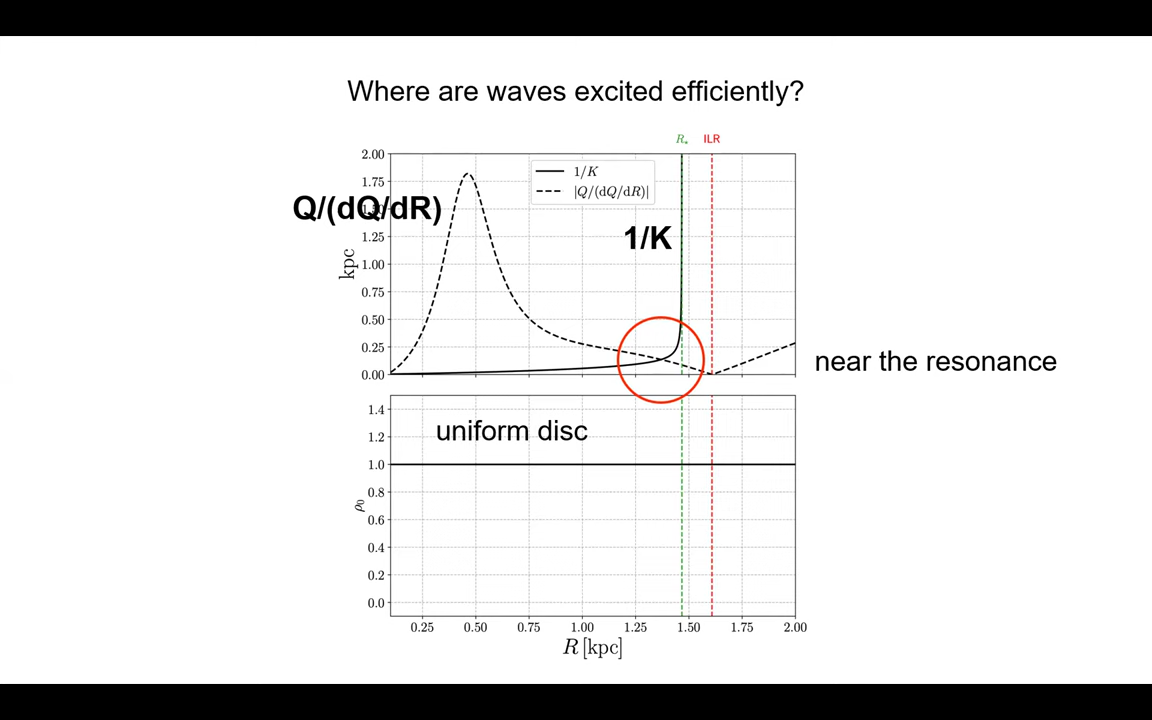 Where are waves excited efficiently?
R* ILR
2.00
1/K
1.75
|Q/(dQ/dR)|
Q/(dQ/dR)
1.25
1/K
kpc
1.00
0.75
0.50
0.25
near the resonance
0.00
1.4
uniform disc
1.2
1.0
0.8
ρ0
0.6
0.4
0.2
0.0
0.25 0.50 0.75 1.00 1.25 1.50 1.75 2.00
R [kpc]